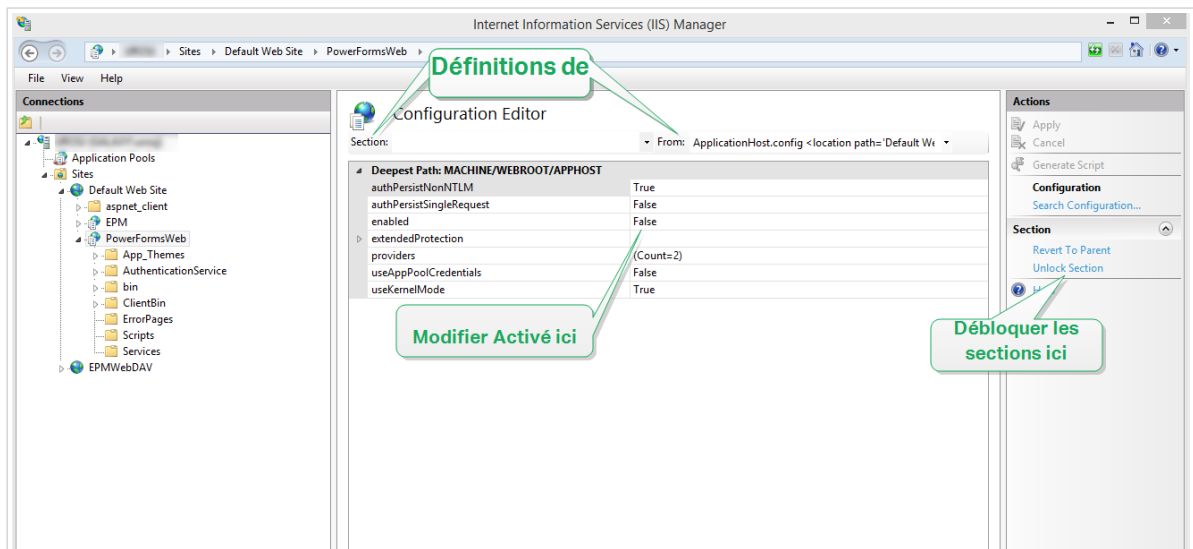 Internet Information Services (IIS) Manager
Sites Default Web Site PowerFormsWeb
File View Help
Définitions de
Connections
Application Pools
Sites
Default Web Site
aspnet_client
EPM
PowerFormsWeb
App_Themes
AuthenticationService
bin
ClientBin
ErrorPages
Scripts
Services
EPMWebDAV
Configuration Editor
Section: From: ApplicationHost.config <location path='Default We
Deepest Path: MACHINE/WEBROOT/APPHOST
authPersistNonNTLM True
authPersistSingleRequest False
enabled False
extendedProtection
providers (Count=2)
useAppPoolCredentials False
useKernelMode True
Modifier Activé ici
Actions
Apply
Cancel
Generate Script
Configuration
Search Configuration...
Section
Revert To Parent
Unlock Section
Débloquer les
sections ici